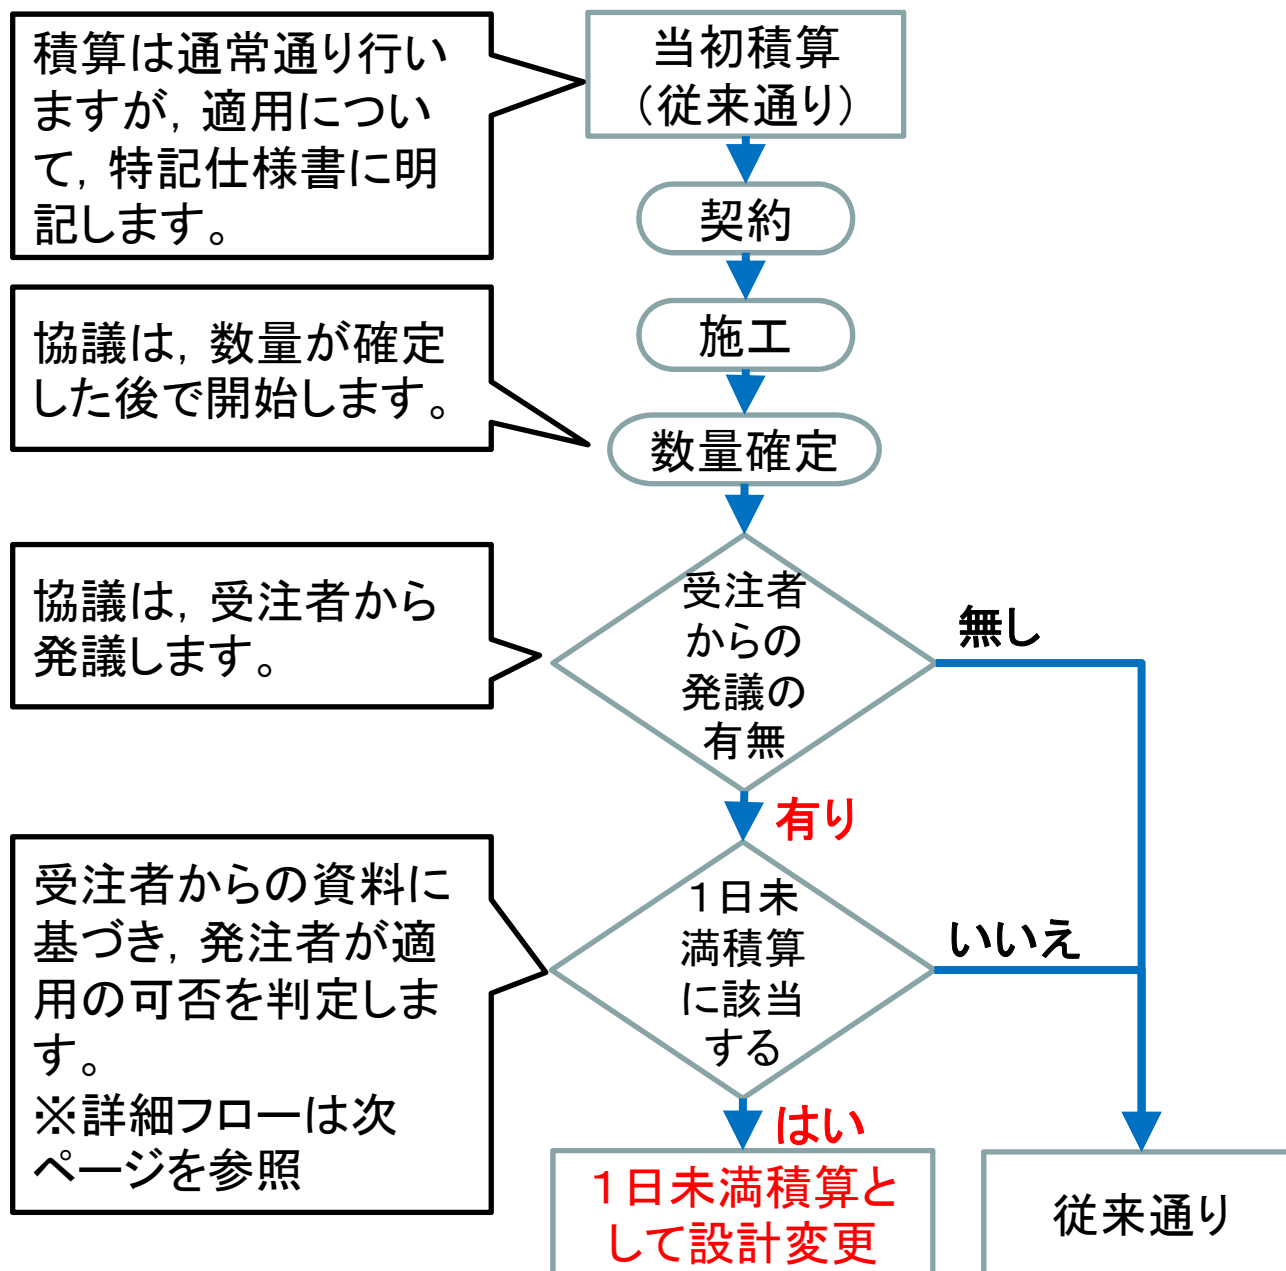 積算は通常通り行い
ますが，適用につい
て，特記仕様書に明
記します。
当初積算
（従来通り）
契約
施工
協議は，数量が確定
した後で開始します。
数量確定
協議は，受注者から
発議します。
受注者
からの
発議の
有無
無し
有り
受注者からの資料に
基づき，発注者が適
用の可否を判定しま
す。
※詳細フローは次
ページを参照
１日未
満積算
に該当
する
いいえ
はい
１日未満積算と
して設計変更
従来通り